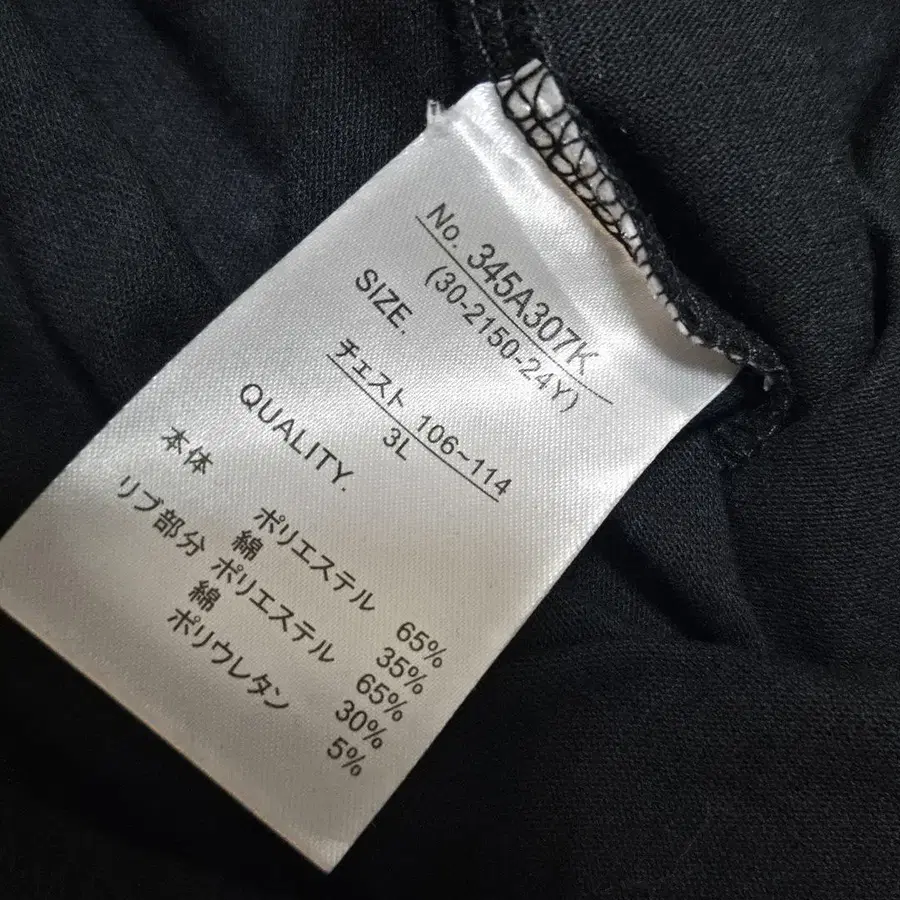 No. 345A307K
(30-2150-24Y)
SIZE.
チェスト 106~114
3L
QUALITY.
本体 ポリエステル 65%
綿 35%
リブ部分 ポリエステル 65%
綿 30%
ポリウレタン 5%